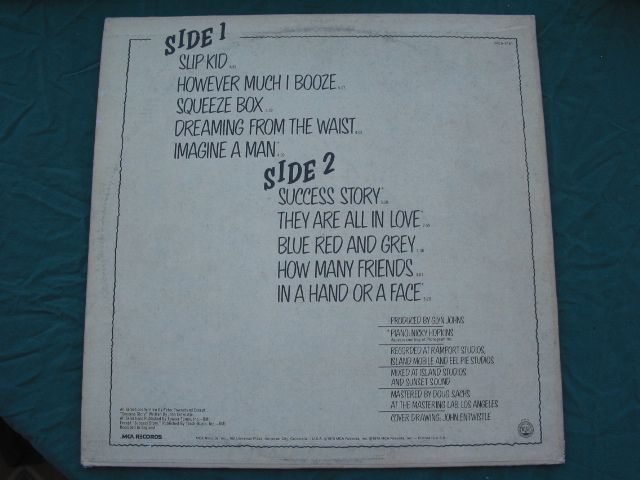 SIDE 1
SLIP KID
HOWEVER MUCH I BOOZE
SQUEEZE BOX
DREAMING FROM THE WAIST
IMAGINE A MAN*
SIDE 2
SUCCESS STORY
THEY ARE ALL IN LOVE*
BLUE RED AND GREY
HOW MANY FRIENDS
IN A HAND OR A FACE*
PRODUCED BY GLYN JOHNS
*PIANO: NICKY HOPKINS
RECORDED AT RAMPORT STUDIOS,
ISLAND MOBILE AND EEL PIE STUDIOS
MIXED AT ISLAND STUDIOS
AND SUNSET SOUND
MASTERED BY DOUG SACHS
AT THE MASTERING LAB, LOS ANGELES
COVER DRAWING: JOHN ENTWISTLE
MCA RECORDS